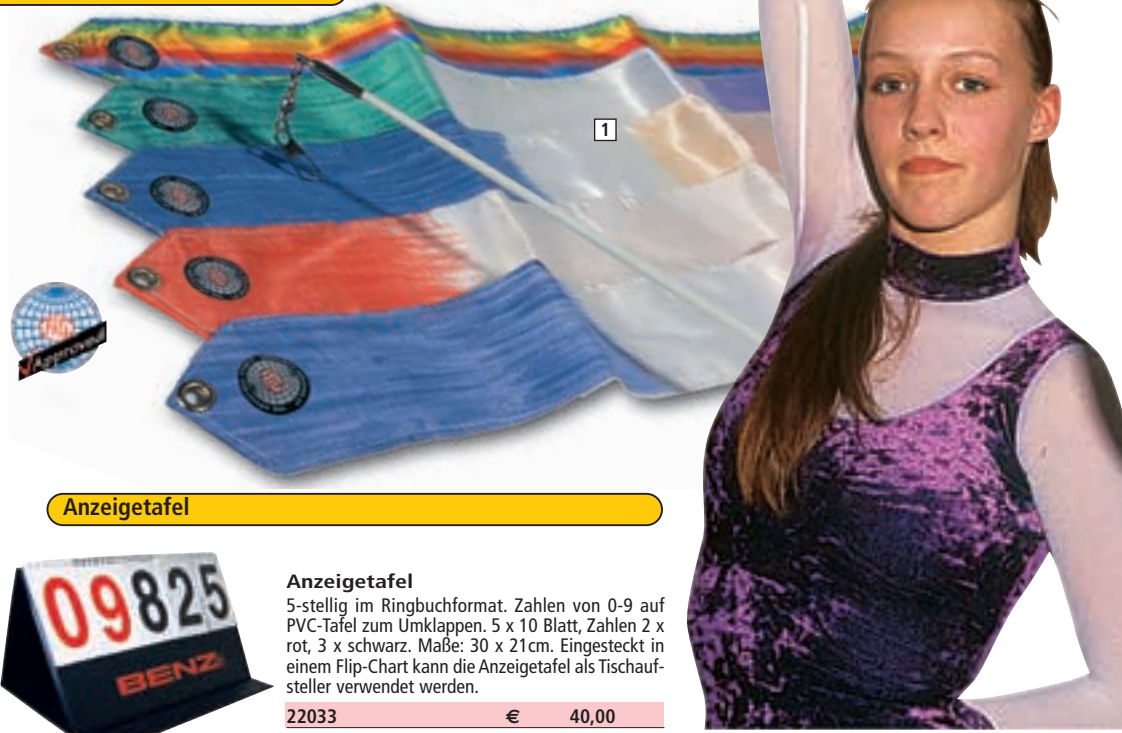 1
Approved
Anzeigetafel
09825
BENZ
Anzeigetafel
5-stellig im Ringbuchformat. Zahlen von 0-9 auf
PVC-Tafel zum Umklappen. 5 x 10 Blatt, Zahlen 2 x
rot, 3 x schwarz. Maße: 30 x 21cm. Eingesteckt in
einem Flip-Chart kann die Anzeigetafel als Tischauf-
steller verwendet werden.
22033 € 40,00